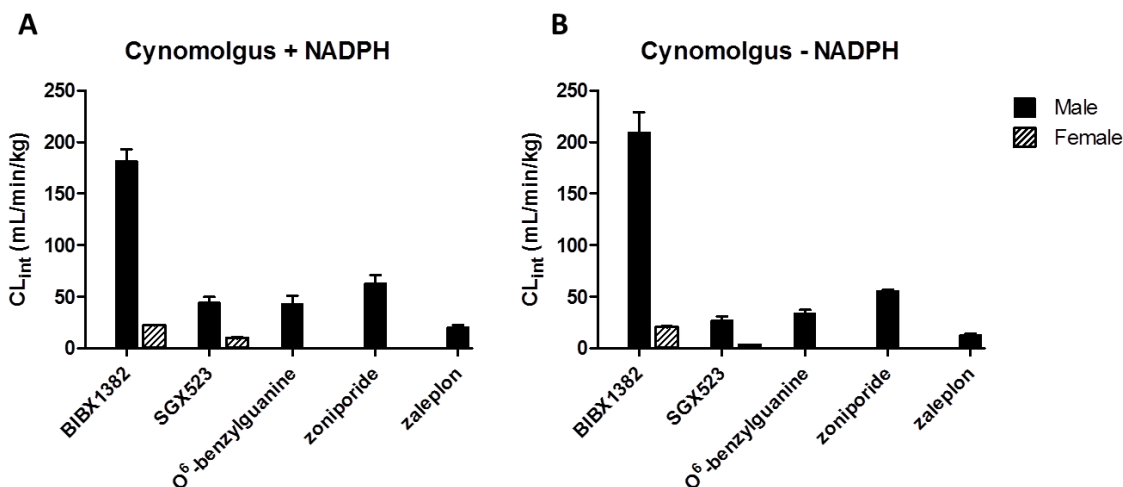 A
Cynomolgus + NADPH
CLint (mL/min/kg)
250
200
150
100
50
0
BIBX1382
SGX523
O⁶-benzylguanine
zoniporide
zaleplon
B
Cynomolgus - NADPH
CLint (mL/min/kg)
250
200
150
100
50
0
BIBX1382
SGX523
O⁶-benzylguanine
zoniporide
zaleplon
Male
Female